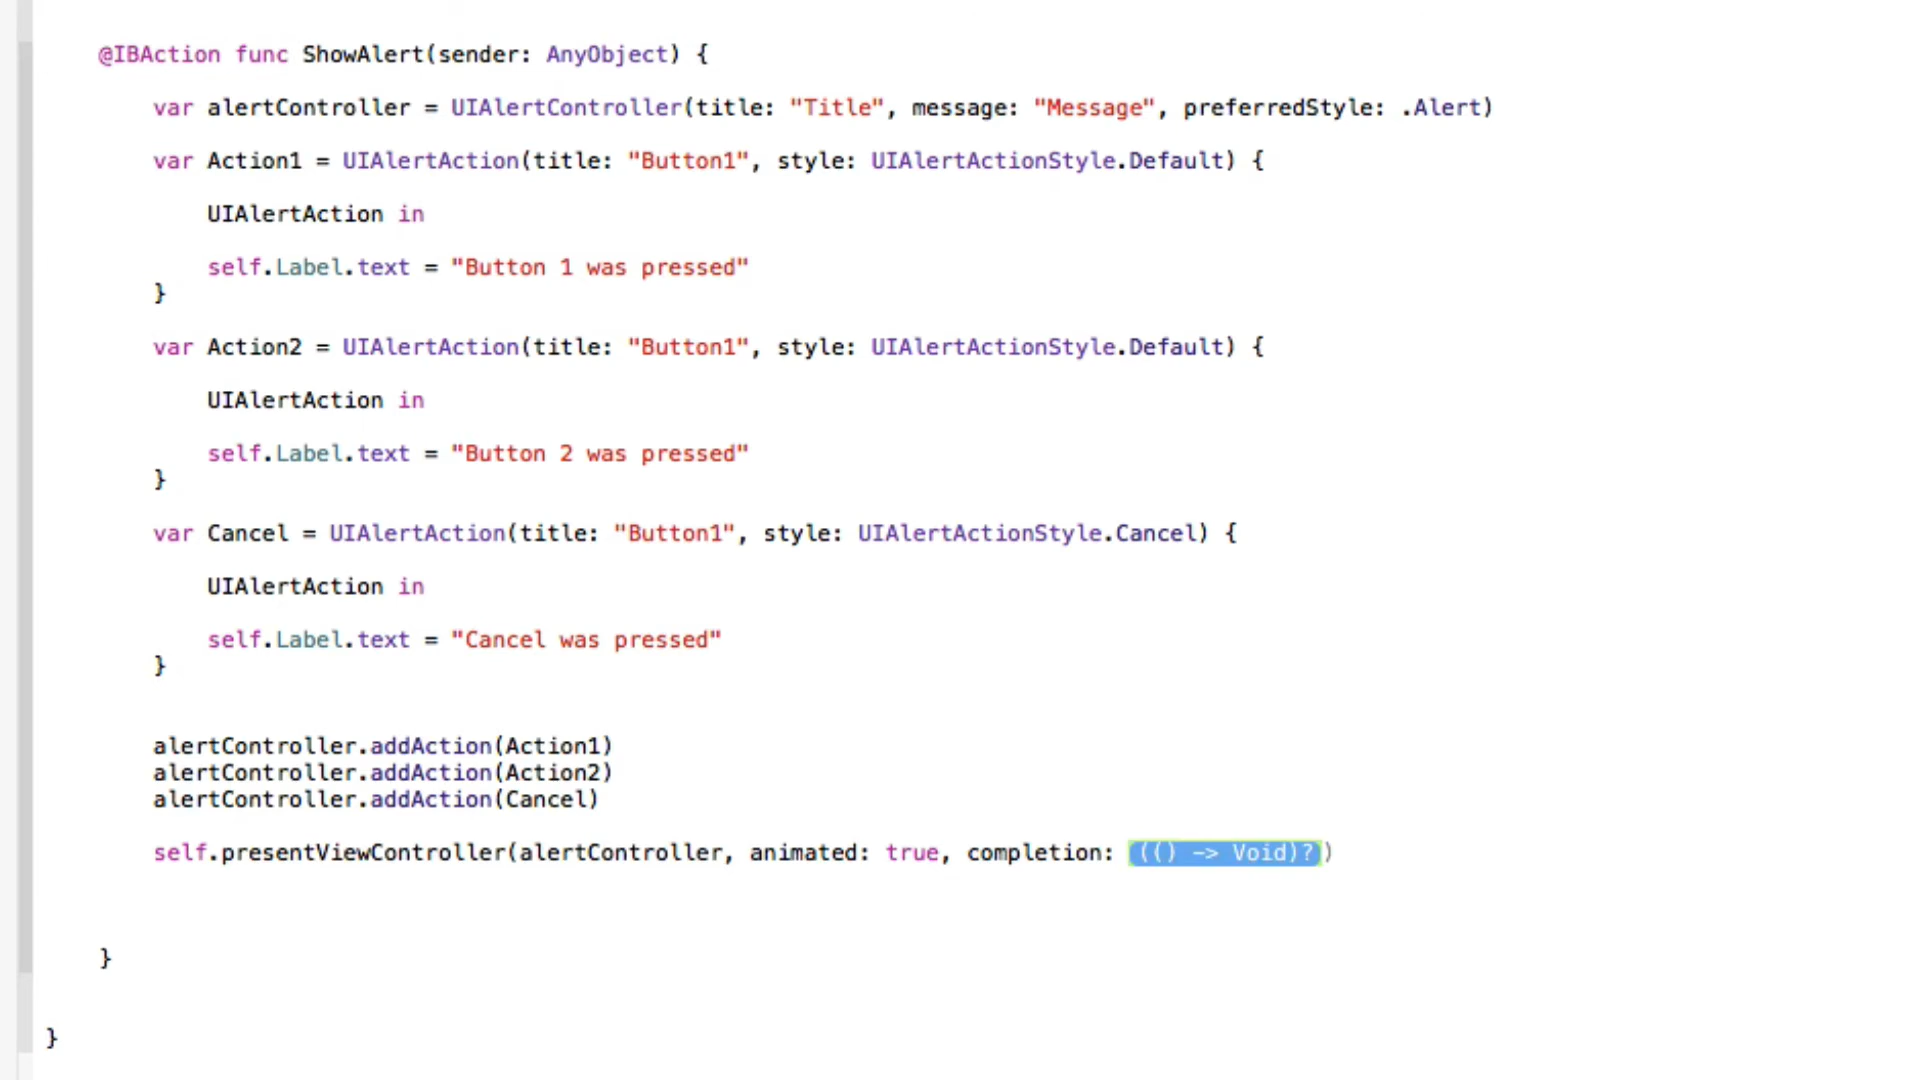 @IBAction func ShowAlert(sender: AnyObject) {
var alertController = UIAlertController(title: "Title", message: "Message", preferredStyle: .Alert)
var Action1 = UIAlertAction(title: "Button1", style: UIAlertActionStyle.Default) {
UIAlertAction in
self.Label.text = "Button 1 was pressed"
}
var Action2 = UIAlertAction(title: "Button1", style: UIAlertActionStyle.Default) {
UIAlertAction in
self.Label.text = "Button 2 was pressed"
}
var Cancel = UIAlertAction(title: "Button1", style: UIAlertActionStyle.Cancel) {
UIAlertAction in
self.Label.text = "Cancel was pressed"
}
alertController.addAction(Action1)
alertController.addAction(Action2)
alertController.addAction(Cancel)
self.presentViewController(alertController, animated: true, completion: (() -> Void)?)
}
}